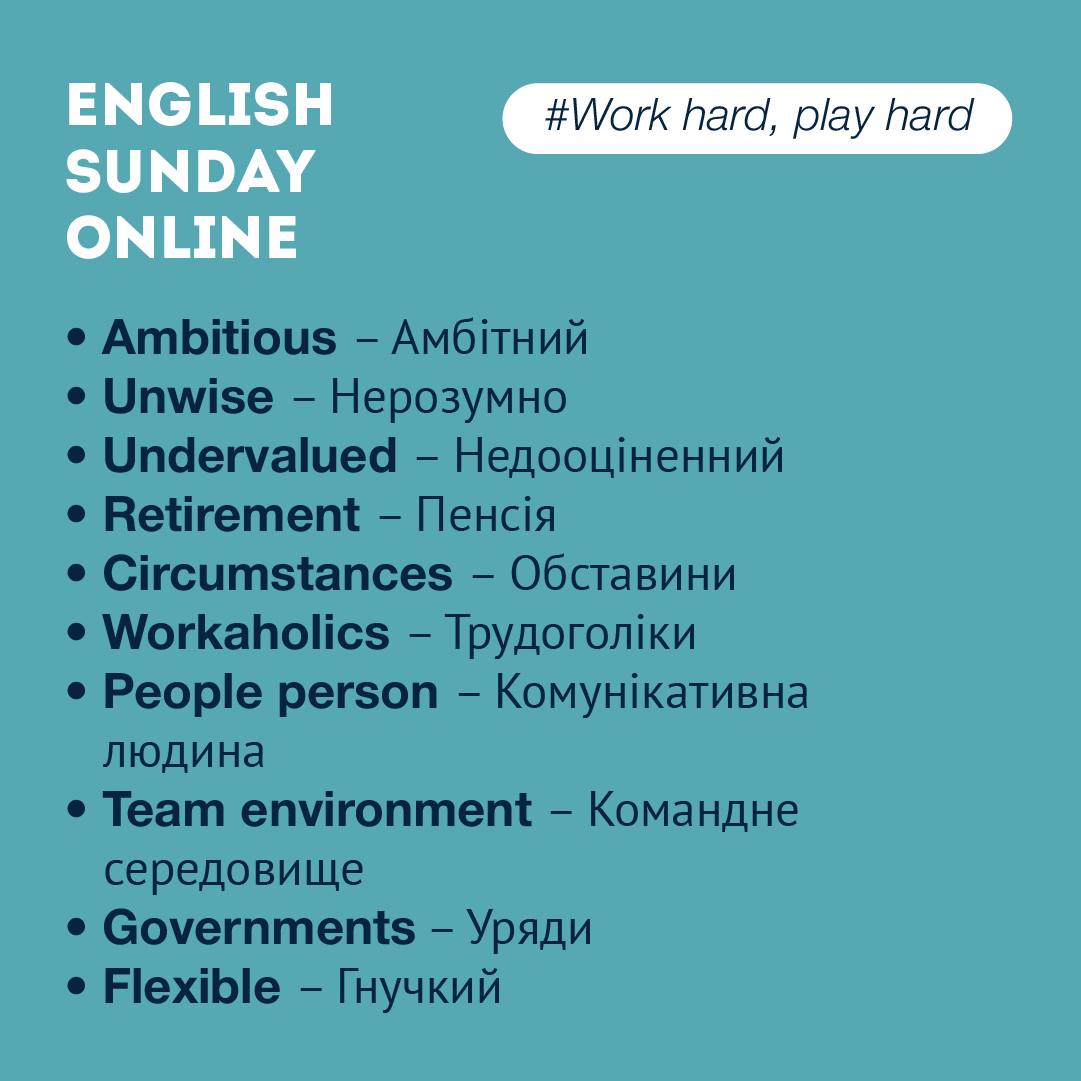 ENGLISH
SUNDAY
ONLINE
#Work hard, play hard
• Ambitious – Амбітний
• Unwise – Нерозумно
• Undervalued – Недооціненний
• Retirement – Пенсія
• Circumstances – Обставини
• Workaholics – Трудоголіки
• People person – Комунікативна
людина
• Team environment – Командне
середовище
• Governments – Уряди
• Flexible – Гнучкий